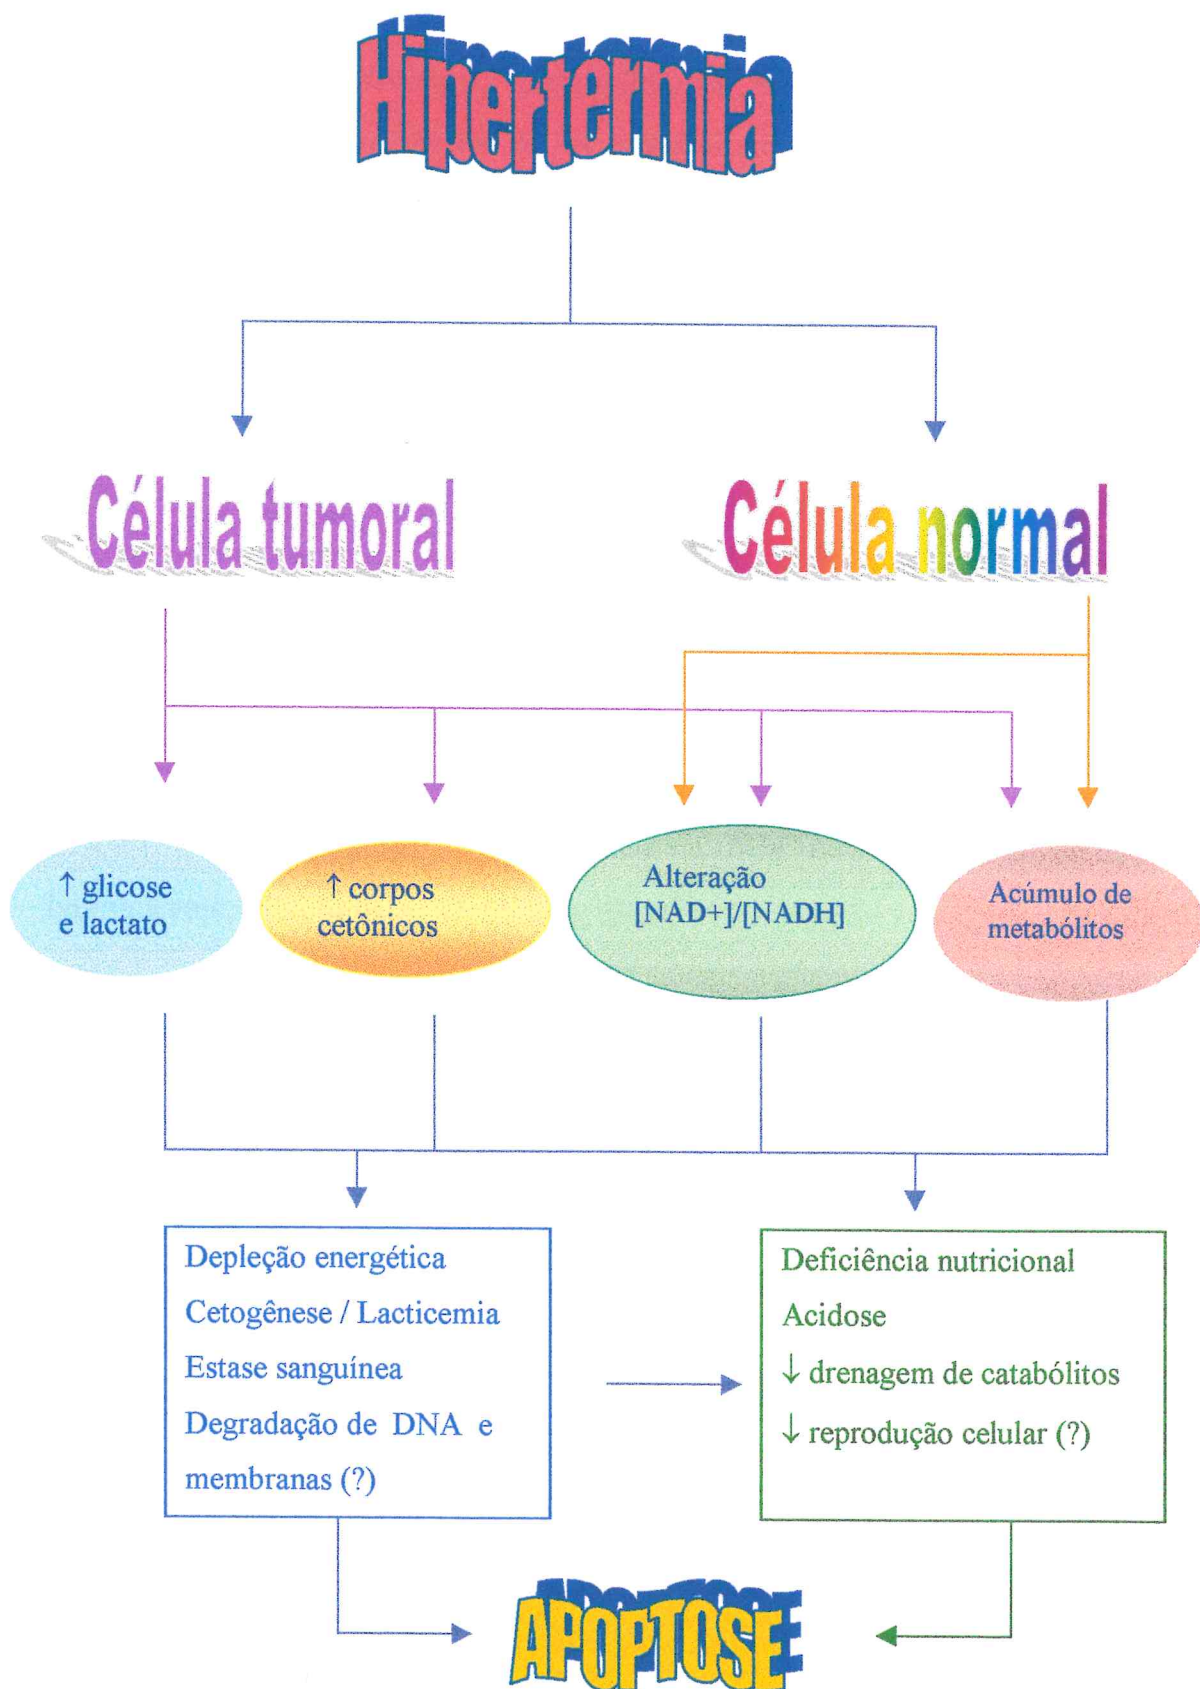 Hipertermia
Célula tumoral
Célula normal
↑ glicose
e lactato
↑ corpos
cetônicos
Alteração
[NAD+]/[NADH]
Acúmulo de
metabólitos
Depleção energética
Cetogênese / Lacticemia
Estase sanguínea
Degradação de DNA e
membranas (?)
Deficiência nutricional
Acidose
↓ drenagem de catabólitos
↓ reprodução celular (?)
APOPTOSE